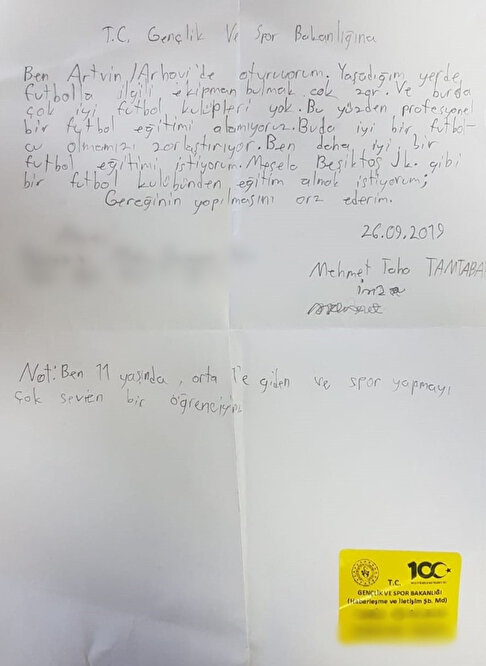 T.C. Gençlik Ve Spor Bakanlığına
Ben Artvin/Arhavi'de oturuyorum. Yaşadığım yerde
futbolla ilgili ekipman bulmak çok zor. Ve burda
çok iyi futbol kulüpleri yok. Bu yüzden profesyonel
bir futbol eğitimi alamıyoruz. Buda iyi bir futbol-
cu olmamızı zorlaştırıyor. Ben daha iyi bir
futbol eğitimi istiyorum. Mesela Beşiktaş Jk. gibi
bir futbol kulübünden eğitim almak istiyorum;
Gereğinin yapılmasını arz ederim.
26.09.2019
Mehmet Taha TAMTABA
imza
Not: Ben 11 yaşında, orta 1'e giden ve spor yapmayı
çok seven bir öğrenciyim
100
T.C.
GENÇLİK VE SPOR BAKANLIĞI
(Haberleşme ve İletişim Şb. Md)